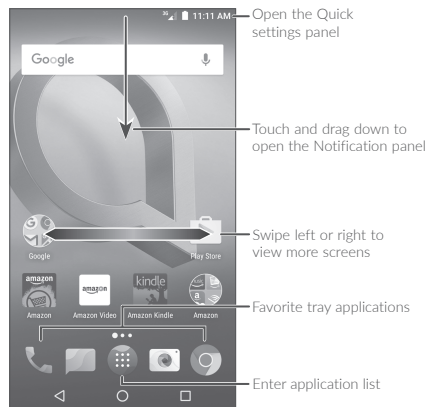 3G 11:11 AM
Open the Quick
settings panel
Google
Touch and drag down to
open the Notification panel
Swipe left or right to
view more screens
Google
Play Store
amazon
amazon
kindle
a
Amazon
Amazon Video
Amazon Kindle
Amazon
Favorite tray applications
Enter application list